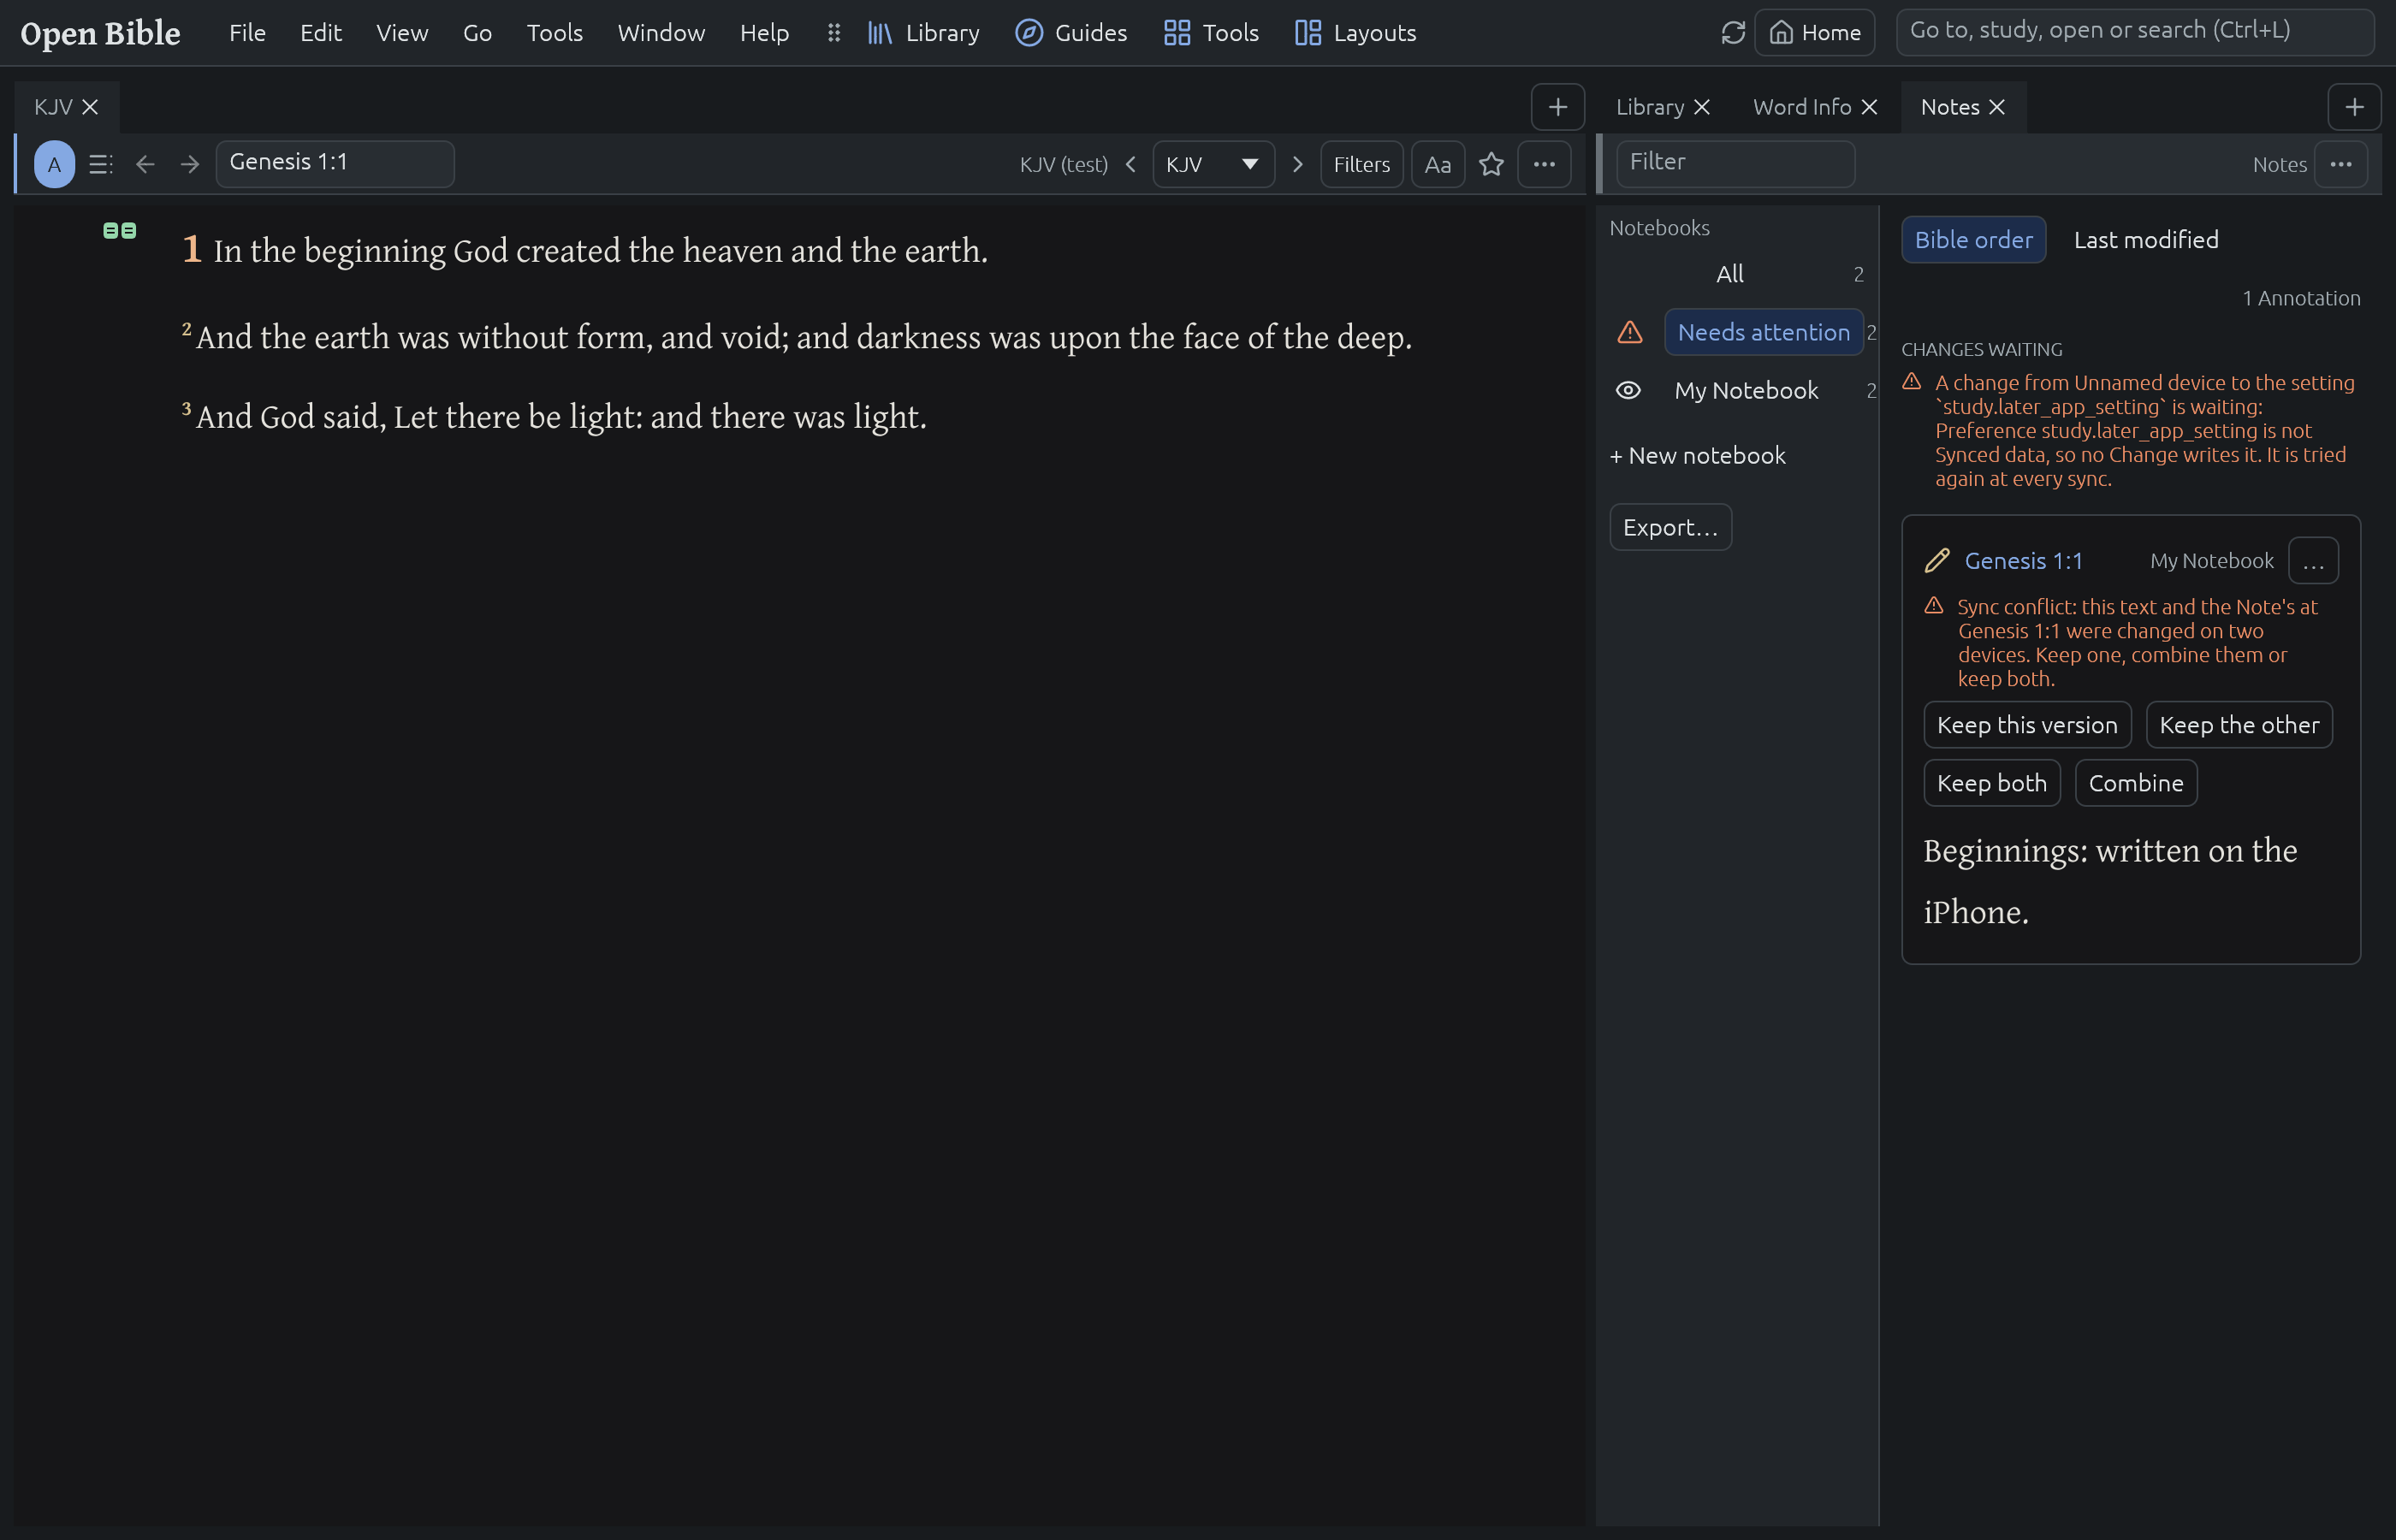 Open Bible File Edit View Go Tools Window Help Library Guides Tools Layouts Home Go to, study, open or search (Ctrl+L)
KJV
Library Word Info Notes
A Genesis 1:1 KJV (test) KJV Filters Aa
Filter Notes
1 In the beginning God created the heaven and the earth.
2 And the earth was without form, and void; and darkness was upon the face of the deep.
3 And God said, Let there be light: and there was light.
Notebooks
All 2
Needs attention 2
My Notebook 2
+ New notebook
Export...
Bible order Last modified
1 Annotation
CHANGES WAITING
A change from Unnamed device to the setting
`study.later_app_setting` is waiting:
Preference study.later_app_setting is not
Synced data, so no Change writes it. It is tried
again at every sync.
Genesis 1:1 My Notebook ...
Sync conflict: this text and the Note's at
Genesis 1:1 were changed on two
devices. Keep one, combine them or
keep both.
Keep this version Keep the other
Keep both Combine
Beginnings: written on the
iPhone.